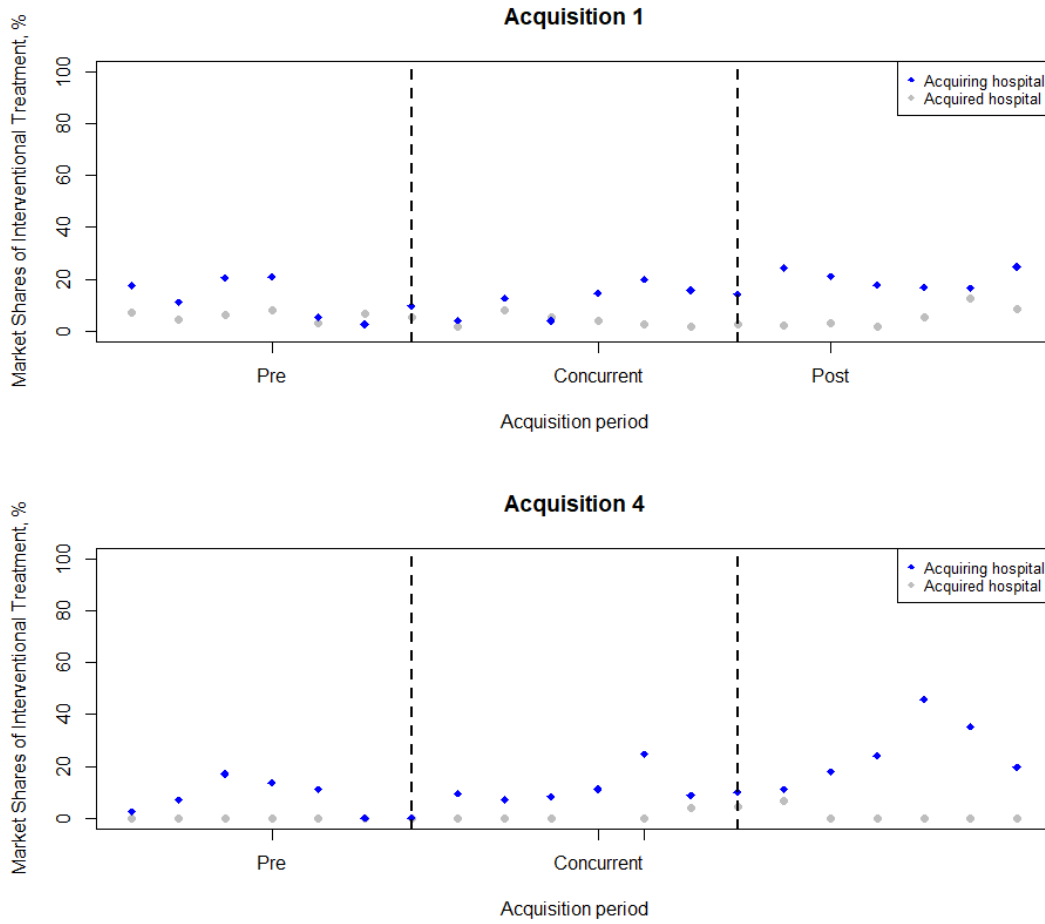 Acquisition 1
Market Shares of Interventional Treatment, %
100
80
60
40
20
0
Acquiring hospital
Acquired hospital
Pre Concurrent Post
Acquisition period
Acquisition 4
Market Shares of Interventional Treatment, %
100
80
60
40
20
0
Acquiring hospital
Acquired hospital
Pre Concurrent
Acquisition period